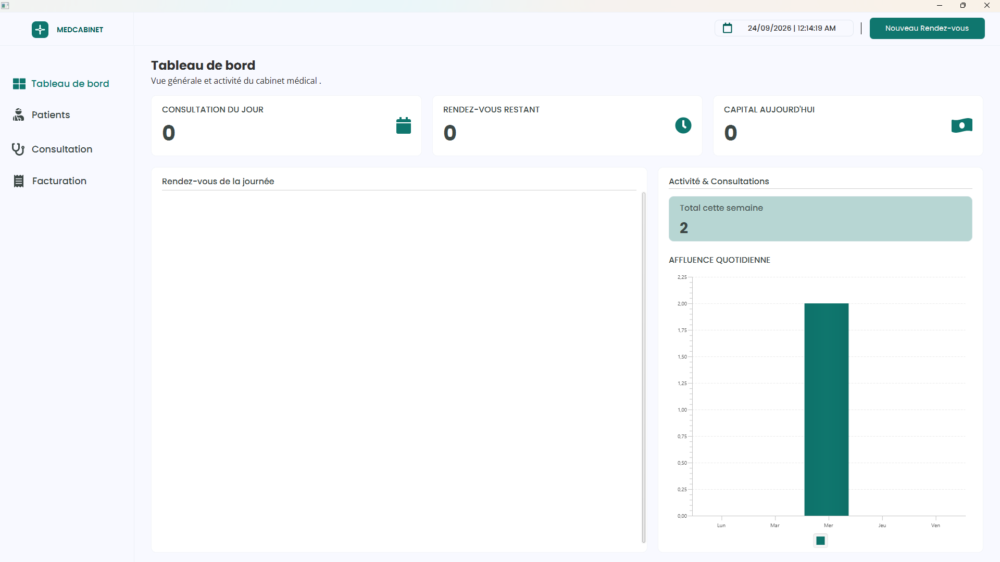 MEDCABINET
24/09/2026 | 12:14:19 AM
Nouveau Rendez-vous
Tableau de bord
Patients
Consultation
Facturation
Tableau de bord
Vue générale et activité du cabinet médical .
CONSULTATION DU JOUR
0
RENDEZ-VOUS RESTANT
0
CAPITAL AUJOURD'HUI
0
Rendez-vous de la journée
Activité & Consultations
Total cette semaine
2
AFFLUENCE QUOTIDIENNE
2,25
2,00
1,75
1,50
1,25
1,00
0,75
0,50
0,25
0,00
Lun Mar Mer Jeu Ven